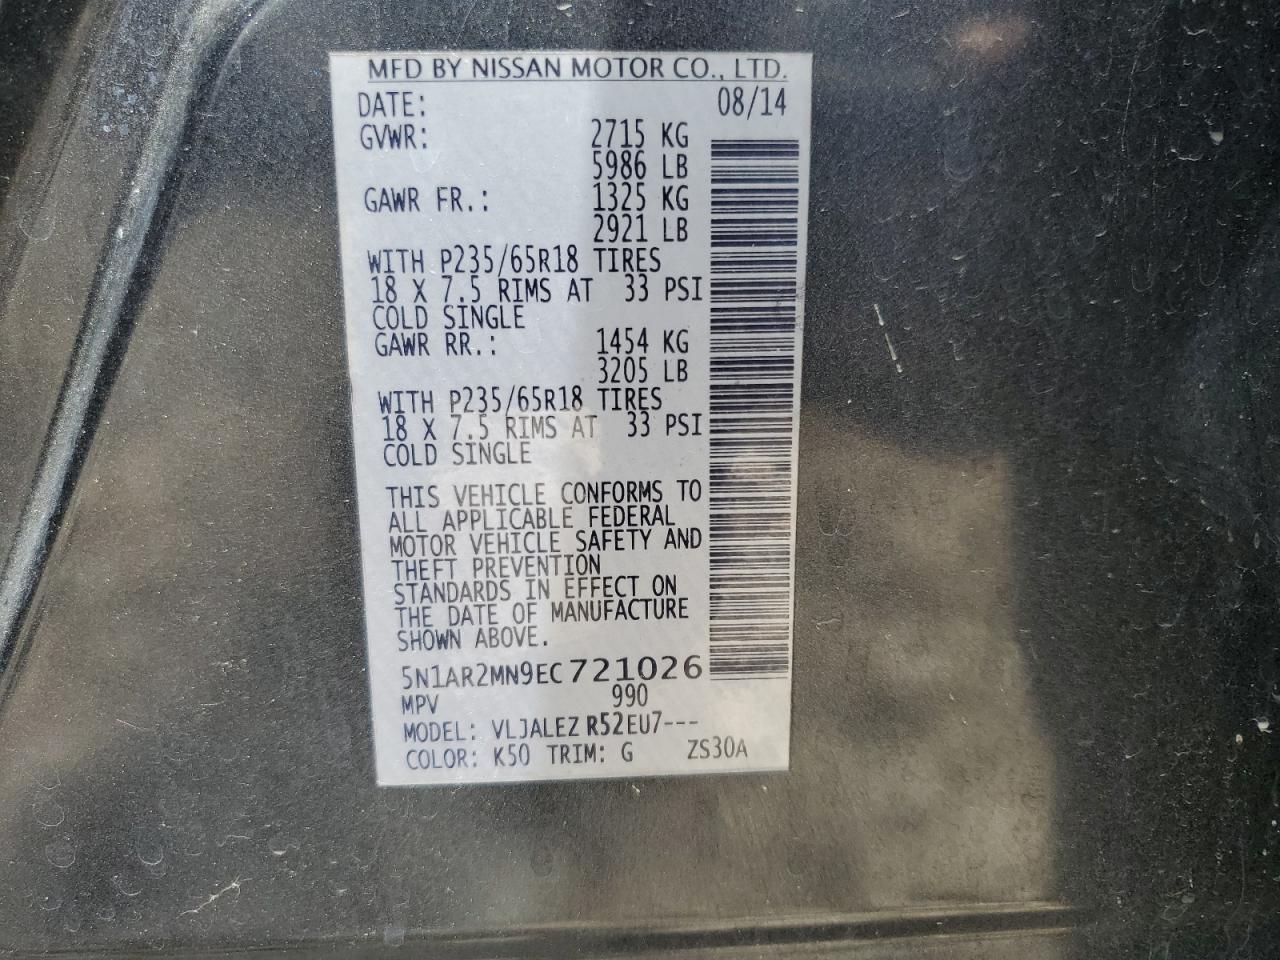 MFD BY NISSAN MOTOR CO., LTD.
DATE: 08/14
GVWR: 2715 KG
5986 LB
GAWR FR.: 1325 KG
2921 LB
WITH P235/65R18 TIRES
18 X 7.5 RIMS AT 33 PSI
COLD SINGLE
GAWR RR.: 1454 KG
3205 LB
WITH P235/65R18 TIRES
18 X 7.5 RIMS AT 33 PSI
COLD SINGLE
THIS VEHICLE CONFORMS TO
ALL APPLICABLE FEDERAL
MOTOR VEHICLE SAFETY AND
THEFT PREVENTION
STANDARDS IN EFFECT ON
THE DATE OF MANUFACTURE
SHOWN ABOVE.
5N1AR2MN9EC721026
MPV 990
MODEL: VLJALEZ R52EU7---
COLOR: K50 TRIM: G ZS30A